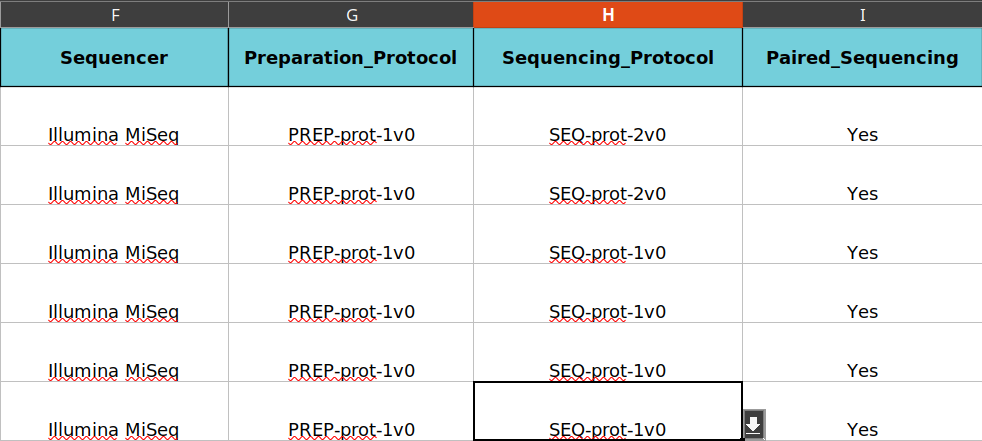 F G H I
Sequencer Preparation_Protocol Sequencing_Protocol Paired_Sequencing
Illumina MiSeq PREP-prot-1v0 SEQ-prot-2v0 Yes
Illumina MiSeq PREP-prot-1v0 SEQ-prot-2v0 Yes
Illumina MiSeq PREP-prot-1v0 SEQ-prot-1v0 Yes
Illumina MiSeq PREP-prot-1v0 SEQ-prot-1v0 Yes
Illumina MiSeq PREP-prot-1v0 SEQ-prot-1v0 Yes
Illumina MiSeq PREP-prot-1v0 SEQ-prot-1v0 Yes